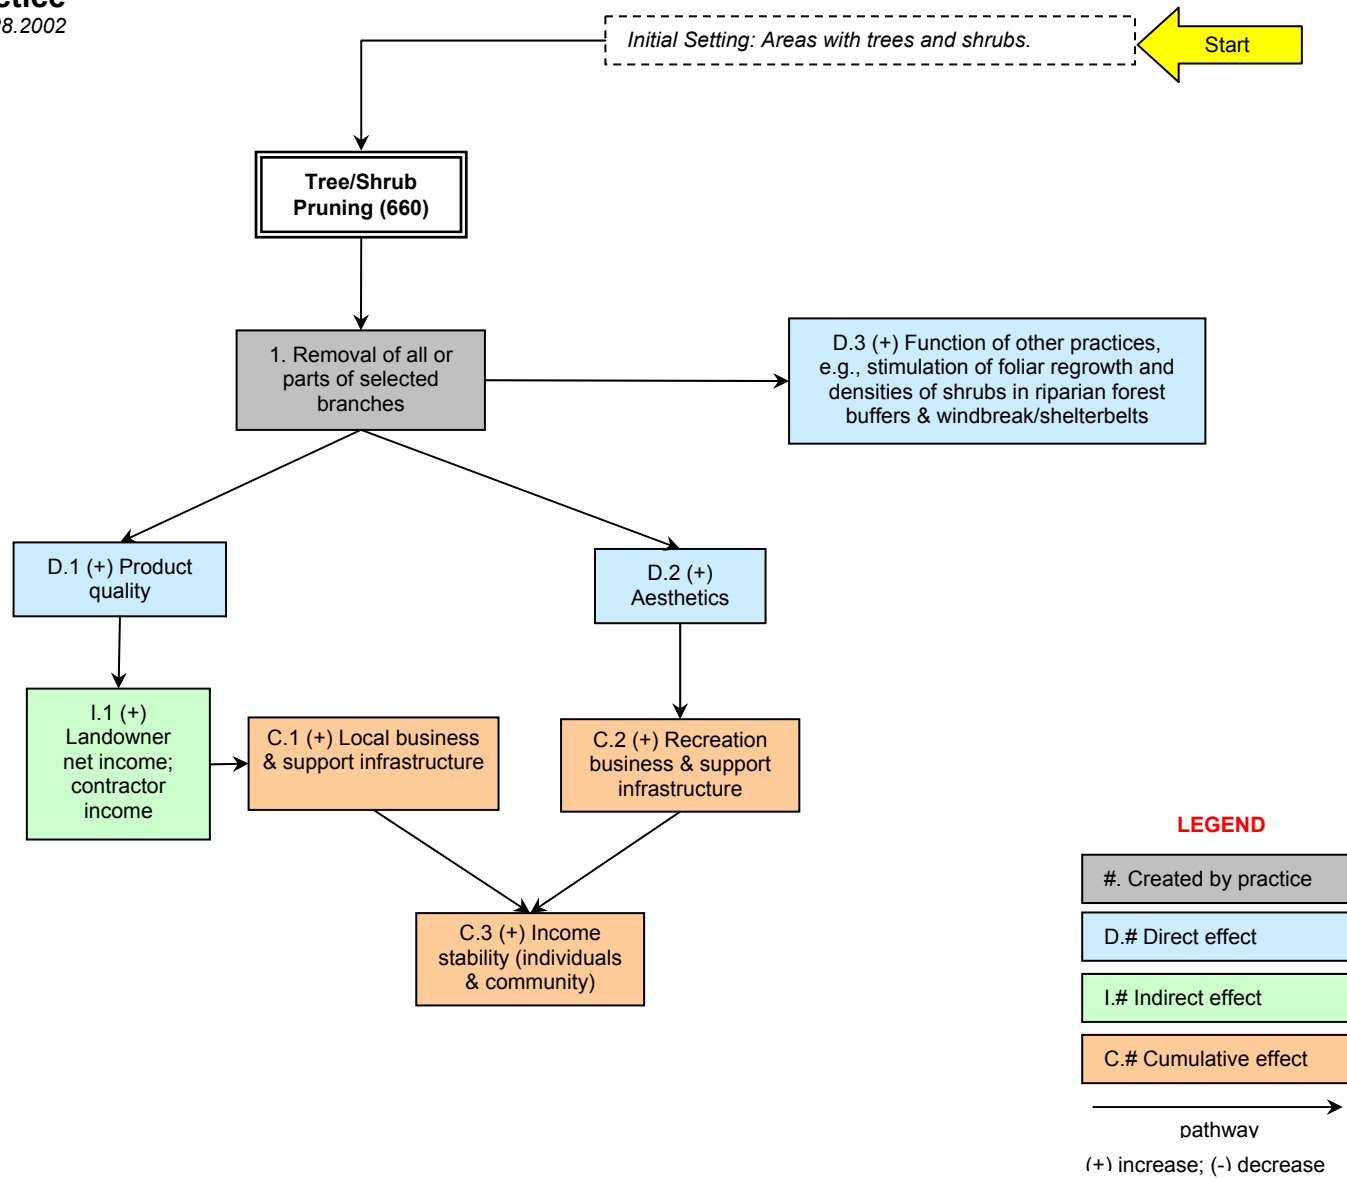 8.2002
Initial Setting: Areas with trees and shrubs.
Start
Tree/Shrub
Pruning (660)
1. Removal of all or
parts of selected
branches
D.3 (+) Function of other practices,
e.g., stimulation of foliar regrowth and
densities of shrubs in riparian forest
buffers & windbreak/shelterbelts
D.1 (+) Product
quality
D.2 (+)
Aesthetics
I.1 (+)
Landowner
net income;
contractor
income
C.1 (+) Local business
& support infrastructure
C.2 (+) Recreation
business & support
infrastructure
C.3 (+) Income
stability (individuals
& community)
LEGEND
#. Created by practice
D.# Direct effect
I.# Indirect effect
C.# Cumulative effect
pathway
(+) increase; (-) decrease